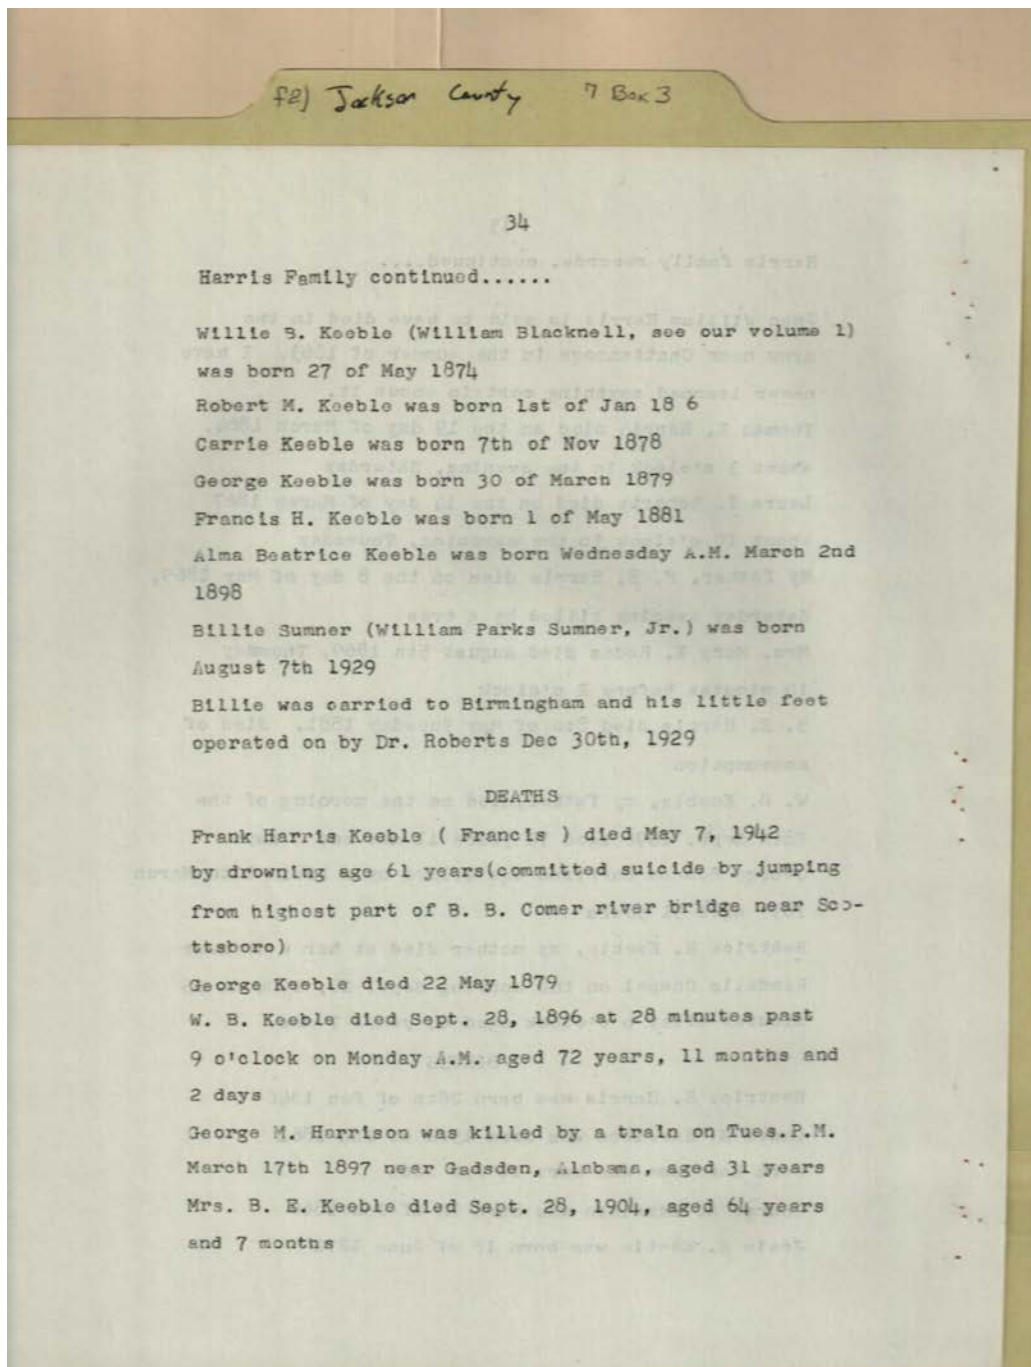 f2) Jackson County 7 Box 3
34
Harris Family continued......
Willie B. Keeble (William Blacknell, see our volume 1)
was born 27 of May 1874
Robert M. Keeble was born 1st of Jan 18 6
Carrie Keeble was born 7th of Nov 1878
George Keeble was born 30 of March 1879
Francis H. Keeble was born 1 of May 1881
Alma Beatrice Keeble was born Wednesday A.M. March 2nd
1898
Billie Sumner (William Parks Sumner, Jr.) was born
August 7th 1929
Billie was carried to Birmingham and his little feet
operated on by Dr. Roberts Dec 30th, 1929
DEATHS
Frank Harris Keeble ( Francis ) died May 7, 1942
by drowning age 61 years(committed suicide by jumping
from highest part of B. B. Comer river bridge near Sco-
ttsboro)
George Keeble died 22 May 1879
W. B. Keeble died Sept. 28, 1896 at 28 minutes past
9 o'clock on Monday A.M. aged 72 years, 11 months and
2 days
George M. Harrison was killed by a train on Tues.P.M.
March 17th 1897 near Gadsden, Alabama, aged 31 years
Mrs. B. E. Keeble died Sept. 28, 1904, aged 64 years
and 7 months